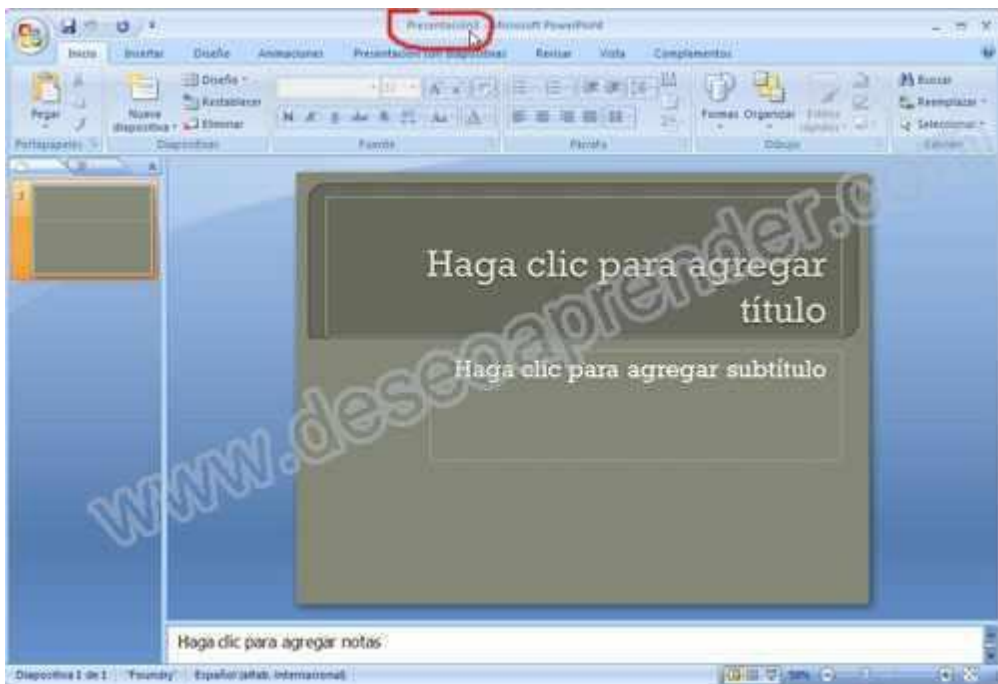 Microsoft PowerPoint
Inicio Insertar Diseño Animaciones Presentación con diapositivas Revisar Vista Complementos
Pegar Nueva diapositiva Diseño Restablecer Eliminar Formas Organizar Buscar Reemplazar Seleccionar
Portapapeles Diapositivas Fuente Párrafo Dibujo Edición
1
Haga clic para agregar
título
Haga clic para agregar subtítulo
www.deseoaprender.com
Haga clic para agregar notas
Diapositiva 1 de 1 "Foundry" Español (alfab. internacional)